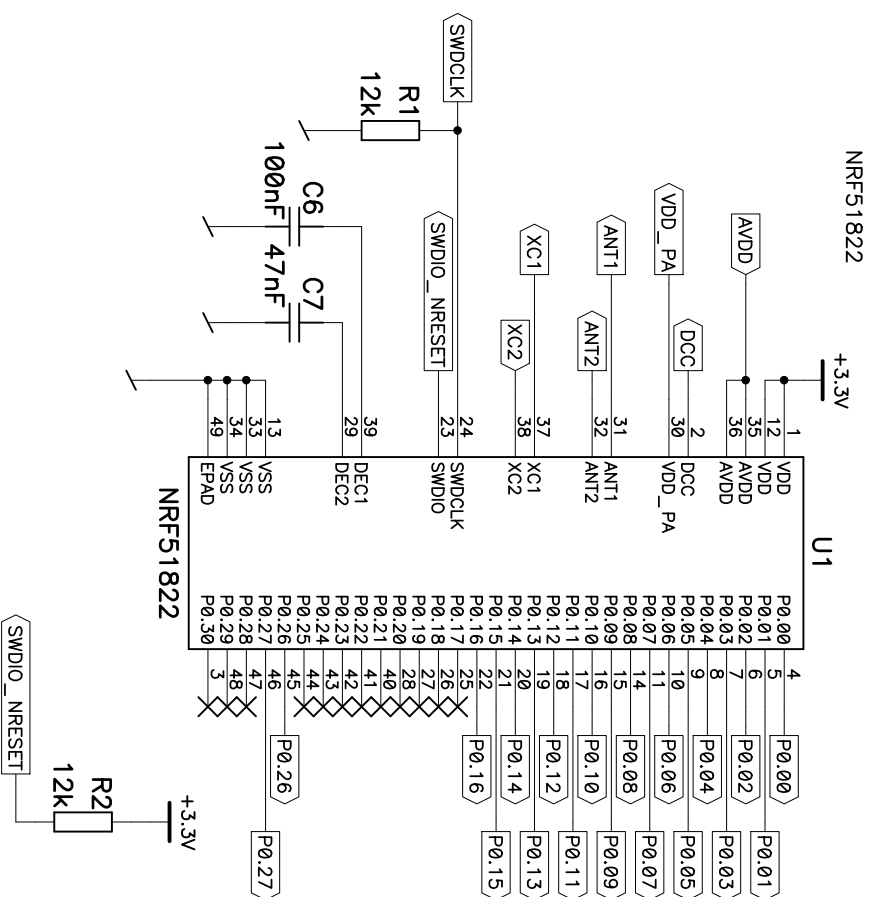 NRF51822
+3.3V
U1
AVDD
VDD_PA
DCC
ANT1
ANT2
XC1
XC2
SWDCLK
SWDIO_NRESET
R1
12k
C6
100nF
C7
47nF
1 VDD
12 VDD
35 AVDD
36 AVDD
2 DCC
30 VDD_PA
31 ANT1
32 ANT2
37 XC1
38 XC2
24 SWDCLK
23 SWDIO
39 DEC1
29 DEC2
13 VSS
33 VSS
34 VSS
49 EPAD
P0.00 4 P0.00
P0.01 5 P0.01
P0.02 6 P0.02
P0.03 7 P0.03
P0.04 8 P0.04
P0.05 9 P0.05
P0.06 10 P0.06
P0.07 11 P0.07
P0.08 14 P0.08
P0.09 15 P0.09
P0.10 16 P0.10
P0.11 17 P0.11
P0.12 18 P0.12
P0.13 19 P0.13
P0.14 20 P0.14
P0.15 21 P0.15
P0.16 22 P0.16
P0.17 25
P0.18 26
P0.19 27
P0.20 28
P0.21 40
P0.22 41
P0.23 42
P0.24 43
P0.25 44
P0.26 45 P0.26
P0.27 46 P0.27
P0.28 47
P0.29 48
P0.30 3
NRF51822
+3.3V
R2
12k
SWDIO_NRESET